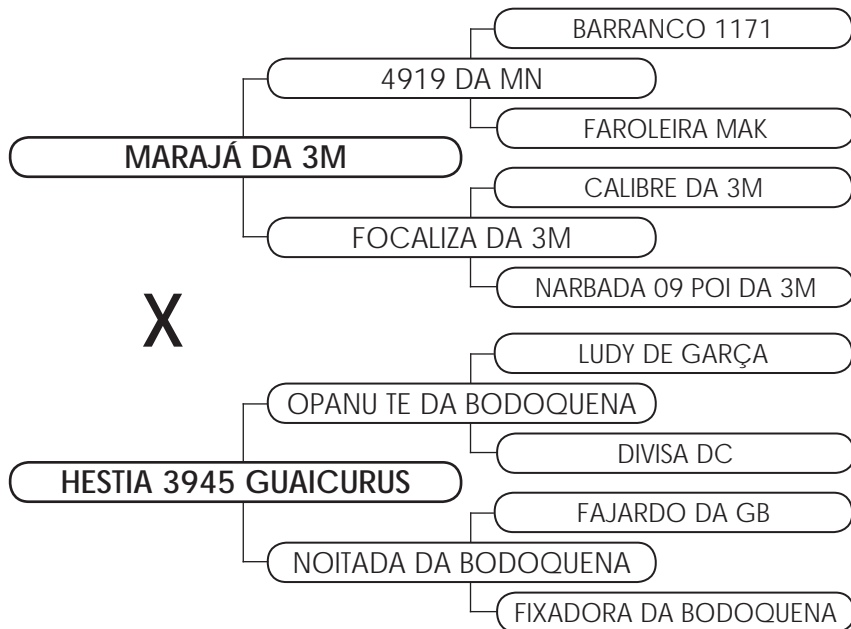 BARRANCO 1171
4919 DA MN
FAROLEIRA MAK
MARAJÁ DA 3M
CALIBRE DA 3M
FOCALIZA DA 3M
NARBADA 09 POI DA 3M
X
LUDY DE GARÇA
OPANU TE DA BODOQUENA
DIVISA DC
HESTIA 3945 GUAICURUS
FAJARDO DA GB
NOITADA DA BODOQUENA
FIXADORA DA BODOQUENA